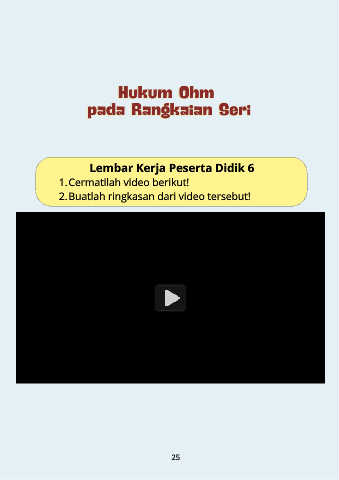 Hukum Ohm
pada Rangkaian Seri
Lembar Kerja Peserta Didik 6
1.Cermatilah video berikut!
2.Buatlah ringkasan dari video tersebut!
25